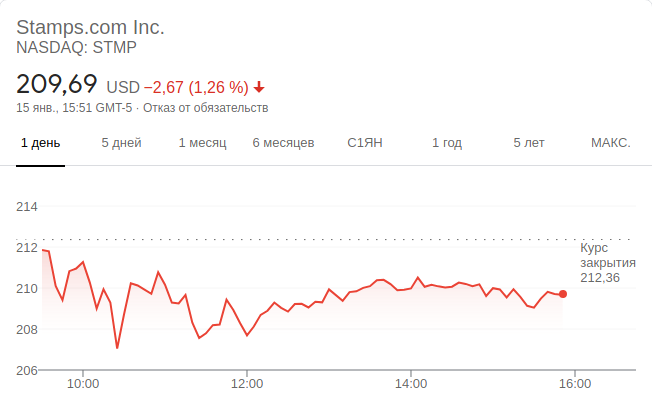 Stamps.com Inc.
NASDAQ: STMP
209,69 USD −2,67 (1,26 %)
15 янв., 15:51 GMT-5 · Отказ от обязательств
1 день 5 дней 1 месяц 6 месяцев С1ЯН 1 год 5 лет МАКС.
214
212
Курс
закрытия
210
212,36
208
206
10:00 12:00 14:00 16:00